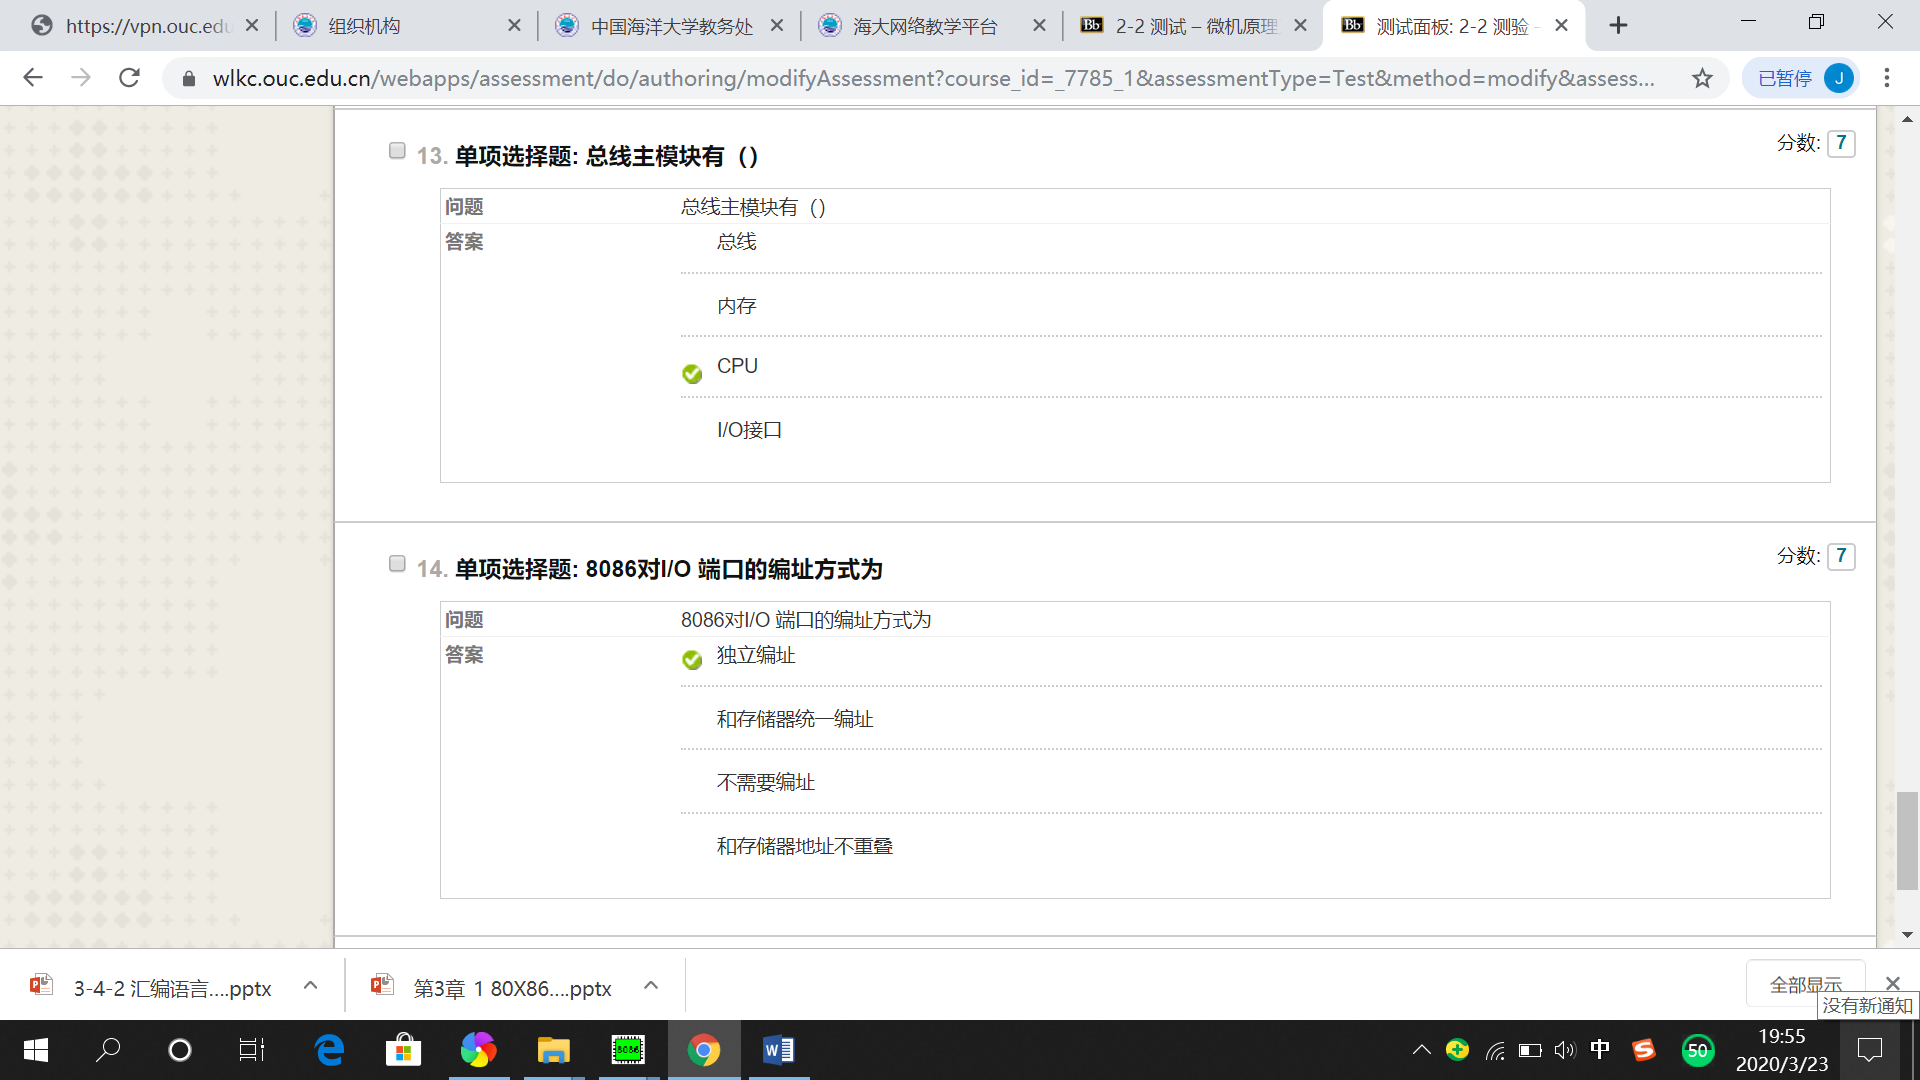 https://vpn.ouc.edu
组织机构
中国海洋大学教务处
海大网络教学平台
Bb 2-2 测试 – 微机原理
Bb 测试面板: 2-2 测验 –
wlkc.ouc.edu.cn/webapps/assessment/do/authoring/modifyAssessment?course_id=_7785_1&assessmentType=Test&method=modify&assess...
已暂停 J
13. 单项选择题: 总线主模块有（）
分数: 7
问题 总线主模块有（）
答案 总线
内存
CPU
I/O接口
14. 单项选择题: 8086对I/O 端口的编址方式为
分数: 7
问题 8086对I/O 端口的编址方式为
答案 独立编址
和存储器统一编址
不需要编址
和存储器地址不重叠
3-4-2 汇编语言....pptx
第3章 1 80X86....pptx
全部显示
没有新通知
8086
中
50
19:55
2020/3/23